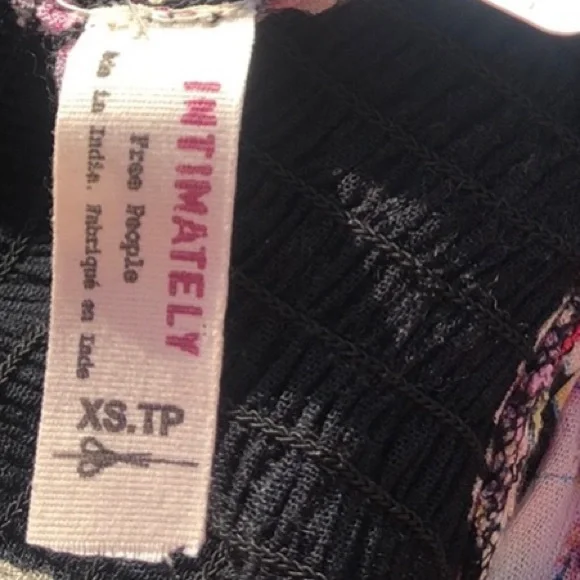 INTIMATELY
Free People
in India. Fabriqué en Inde
XS.TP